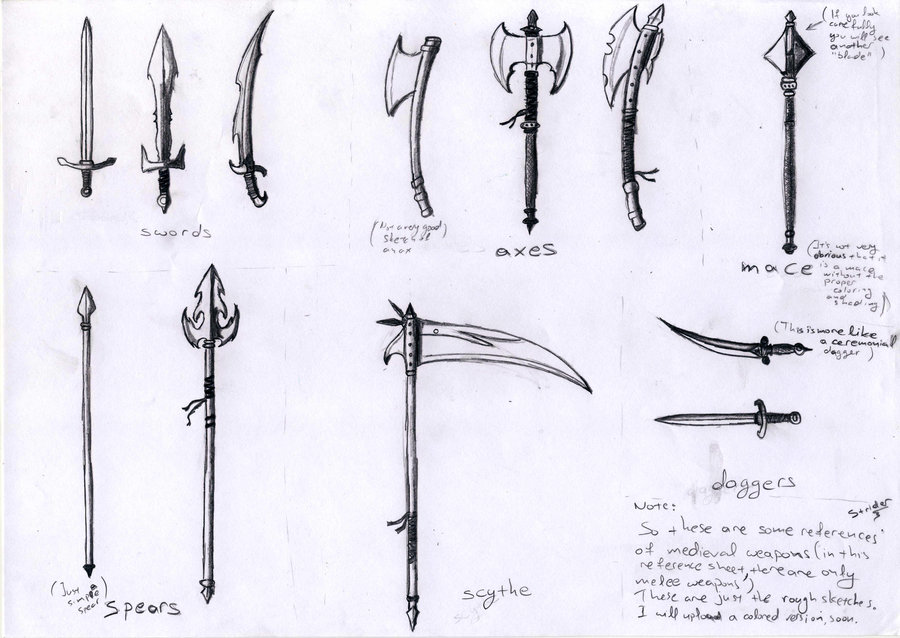 (If you look
carefully
you will see
another
"blade")
swords
(Not a very good
sketch of
an ax)
axes
mace
(It's not very
obvious that it
is a mace
without the
proper
coloring
and
shading)
(This is more like
a ceremonial
dagger)
daggers
(Just
simple
spear)
spears
scythe
Note:
Strider
So these are some references
of medieval weapons (in this
reference sheet, there are only
melee weapons)
These are just the rough sketches.
I will upload a colored version, soon.